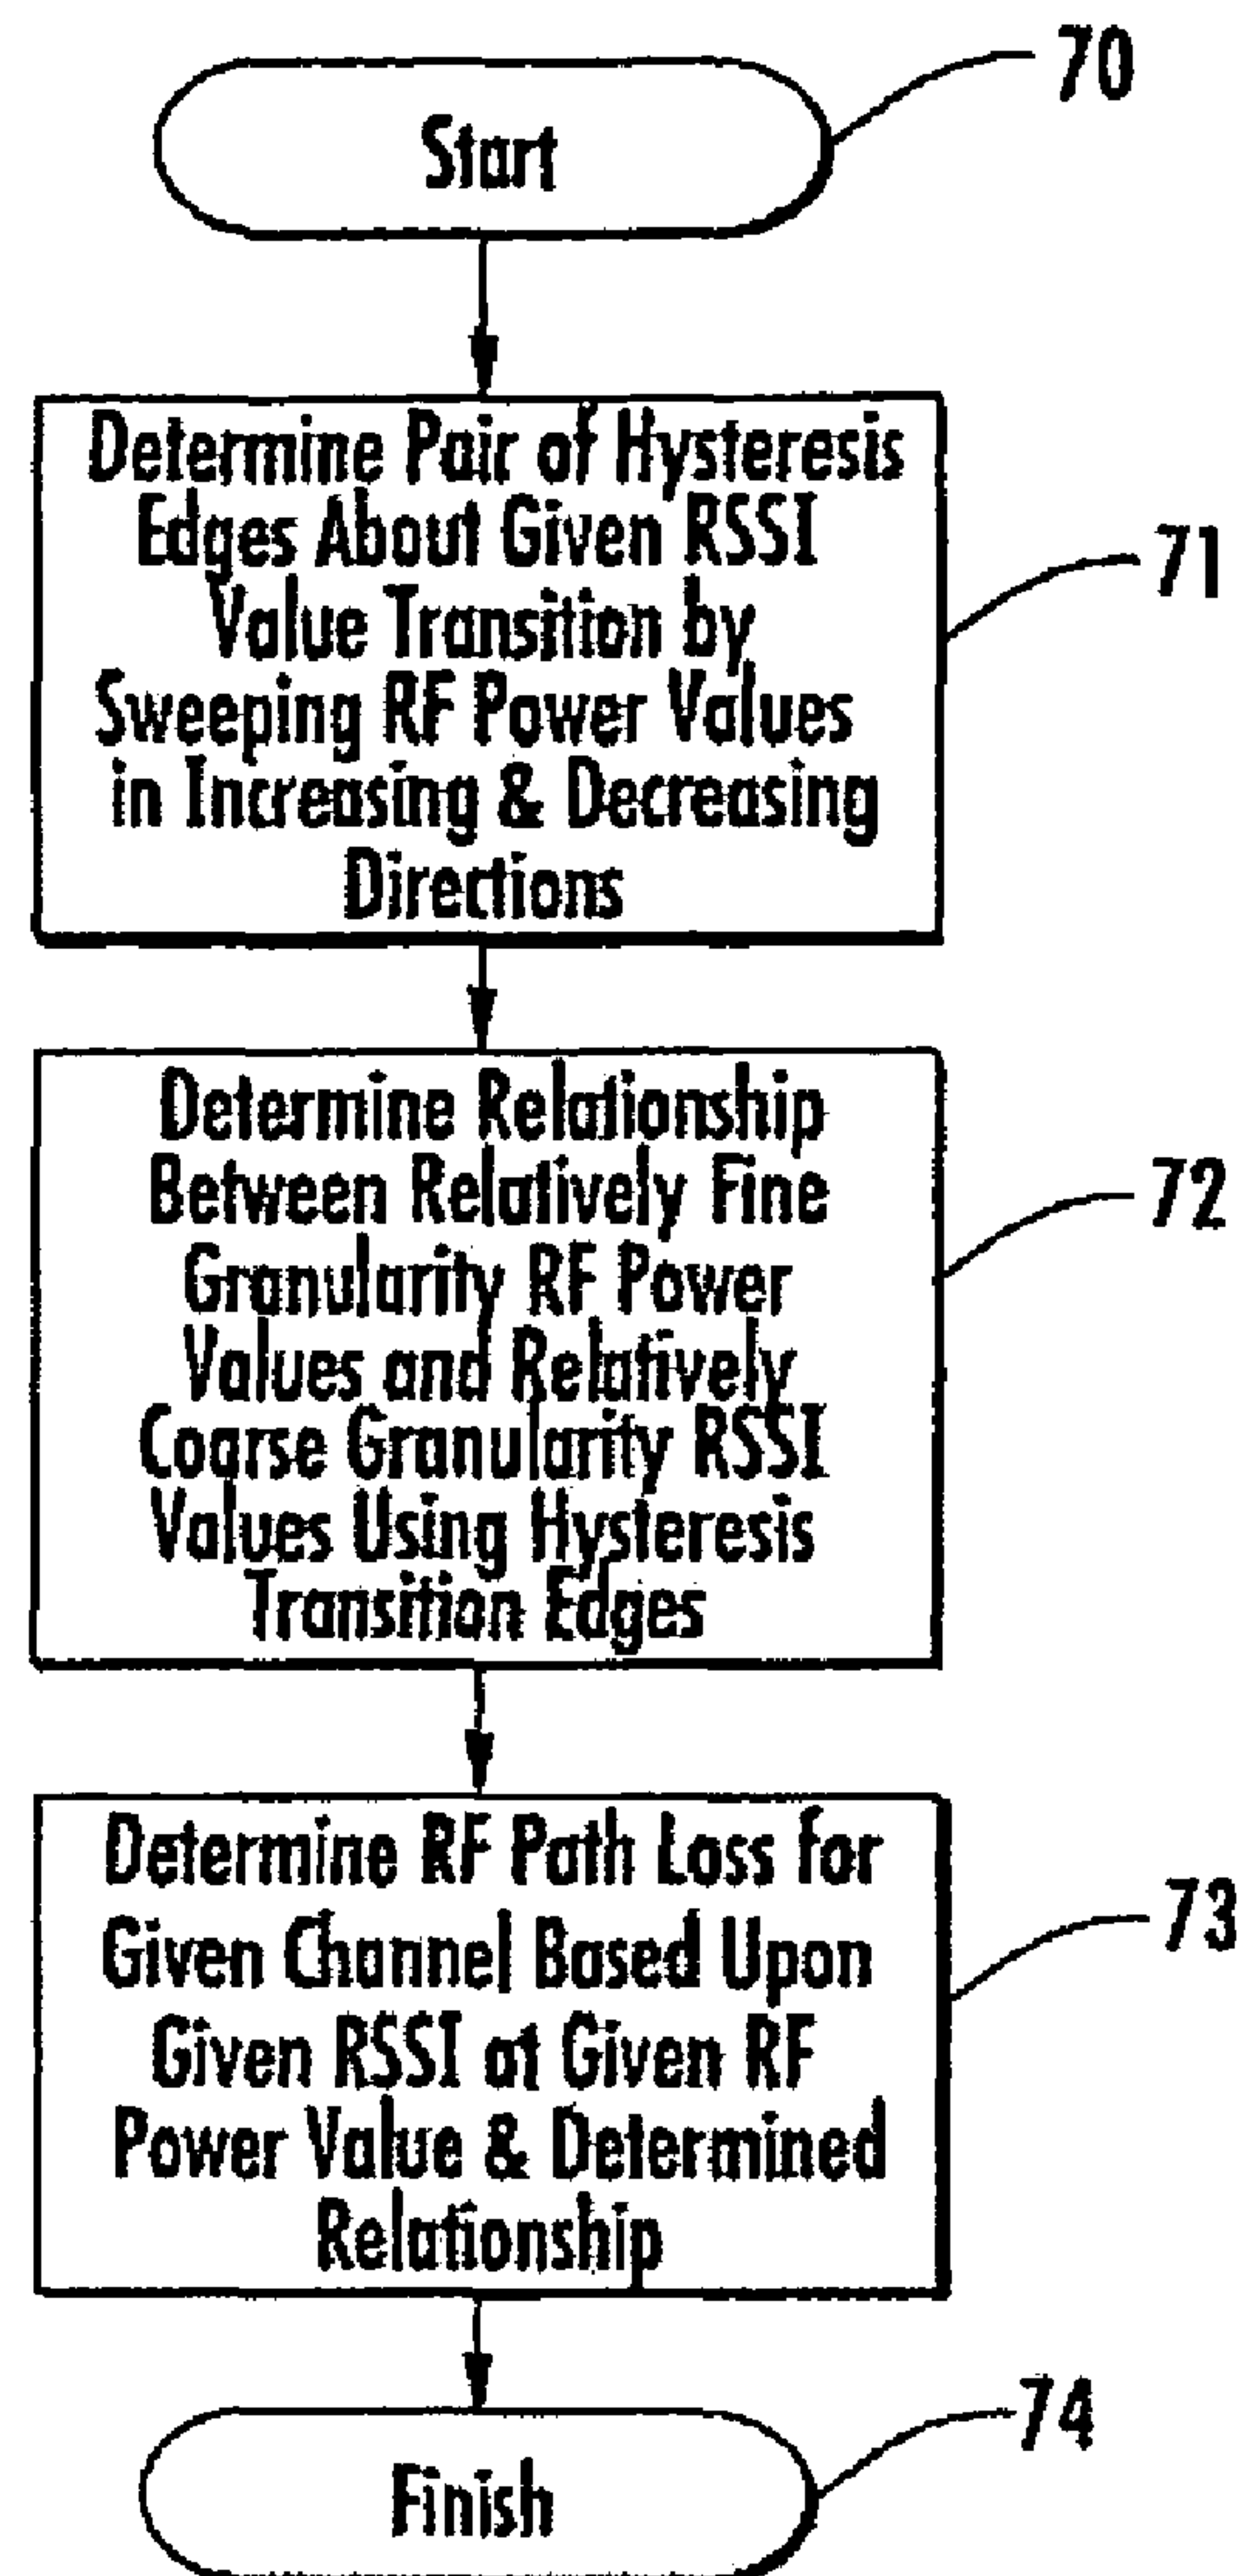 70
Start
Determine Pair of Hysteresis
Edges About Given RSSI
Value Transition by
Sweeping RF Power Values
in Increasing & Decreasing
Directions
71
Determine Relationship
Between Relatively Fine
Granularity RF Power
Values and Relatively
Coarse Granularity RSSI
Values Using Hysteresis
Transition Edges
72
Determine RF Path Loss for
Given Channel Based Upon
Given RSSI at Given RF
Power Value & Determined
Relationship
73
Finish
74